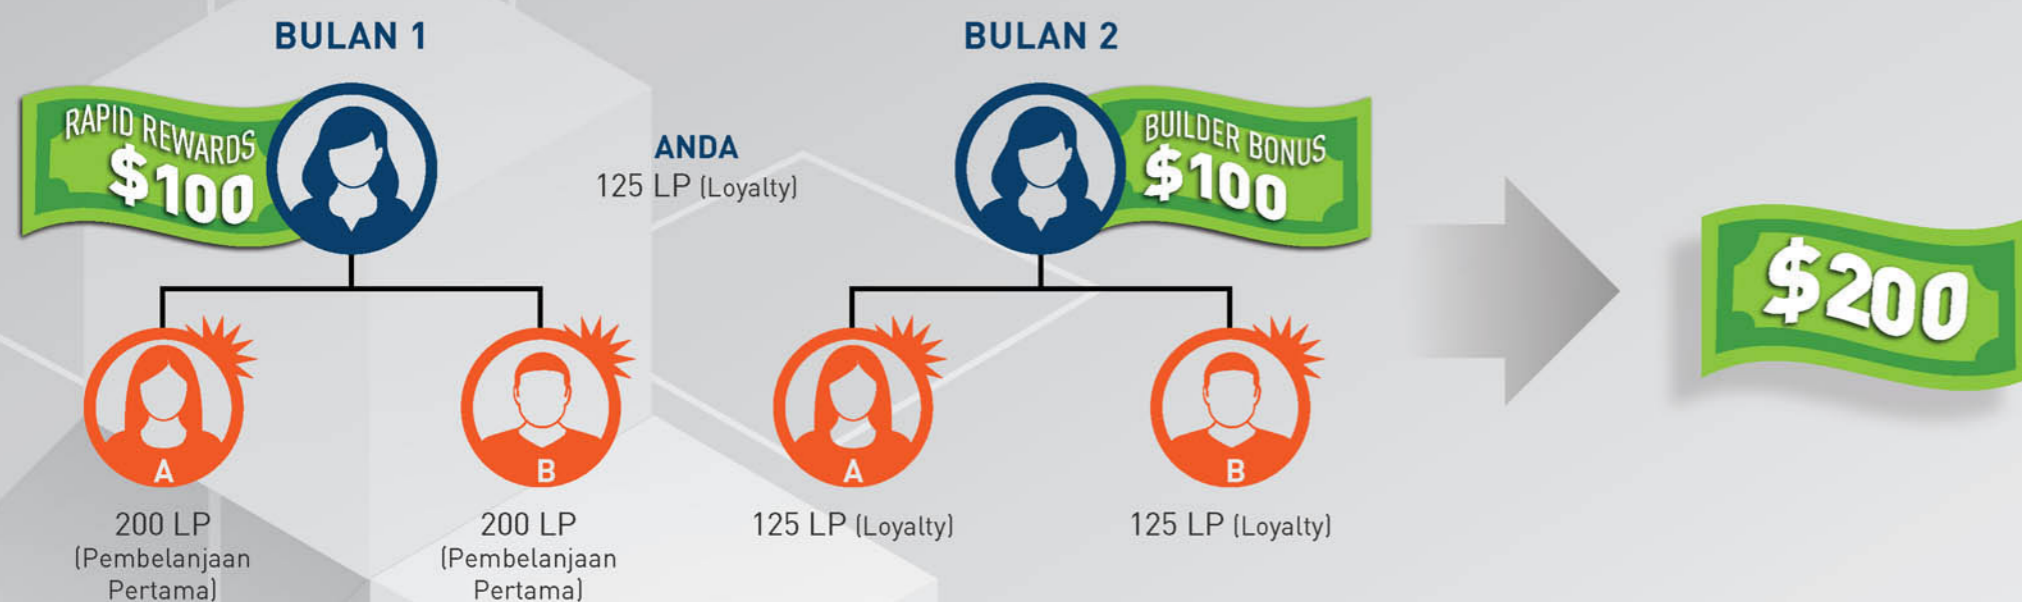 BULAN 1
RAPID REWARDS
$100
A
200 LP
(Pembelanjaan
Pertama)
B
200 LP
(Pembelanjaan
Pertama)
ANDA
125 LP (Loyalty)
BULAN 2
BUILDER BONUS
$100
A
125 LP (Loyalty)
B
125 LP (Loyalty)
$200